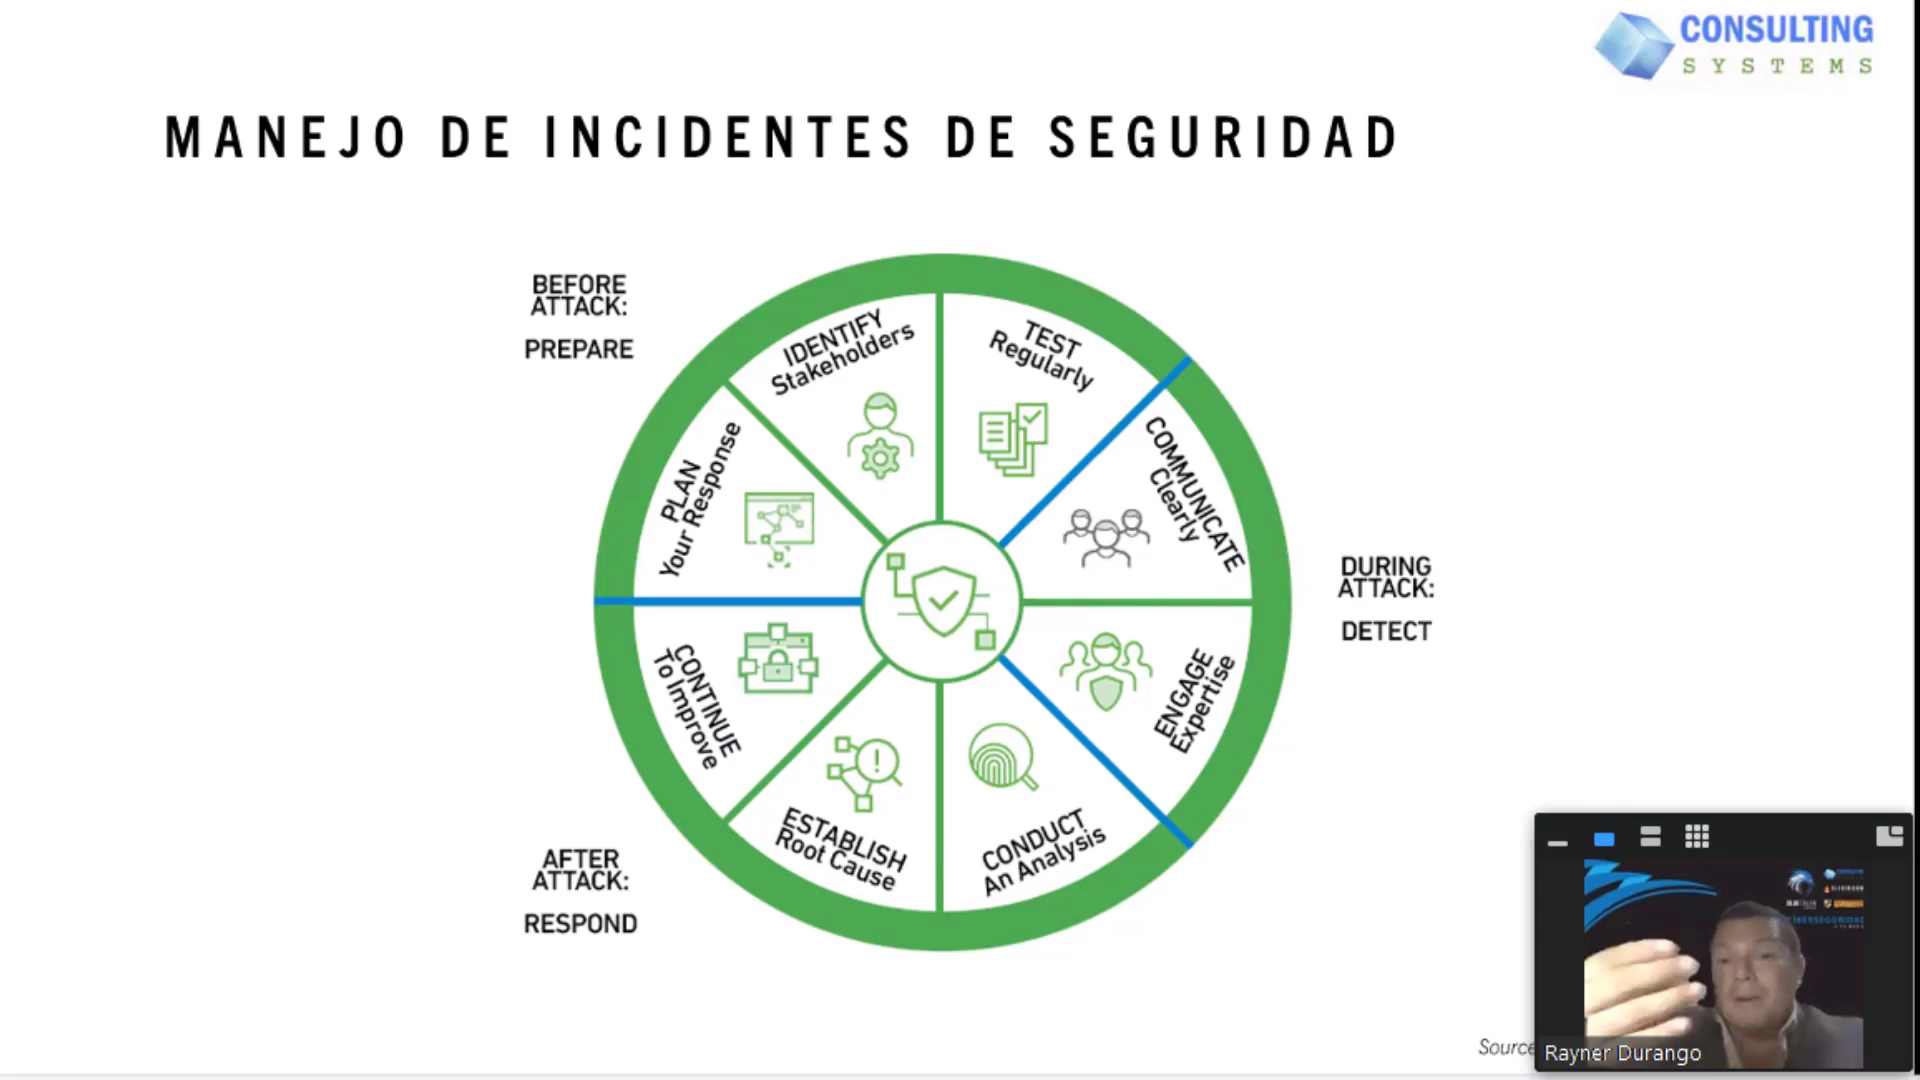 CONSULTING
SYSTEMS
MANEJO DE INCIDENTES DE SEGURIDAD
BEFORE
ATTACK:
PREPARE
IDENTIFY
Stakeholders
TEST
Regularly
PLAN
Your Response
COMMUNICATE
Clearly
DURING
ATTACK:
DETECT
CONTINUE
To Improve
ENGAGE
Expertise
ESTABLISH
Root Cause
CONDUCT
An Analysis
AFTER
ATTACK:
RESPOND
Source
Rayner Durango